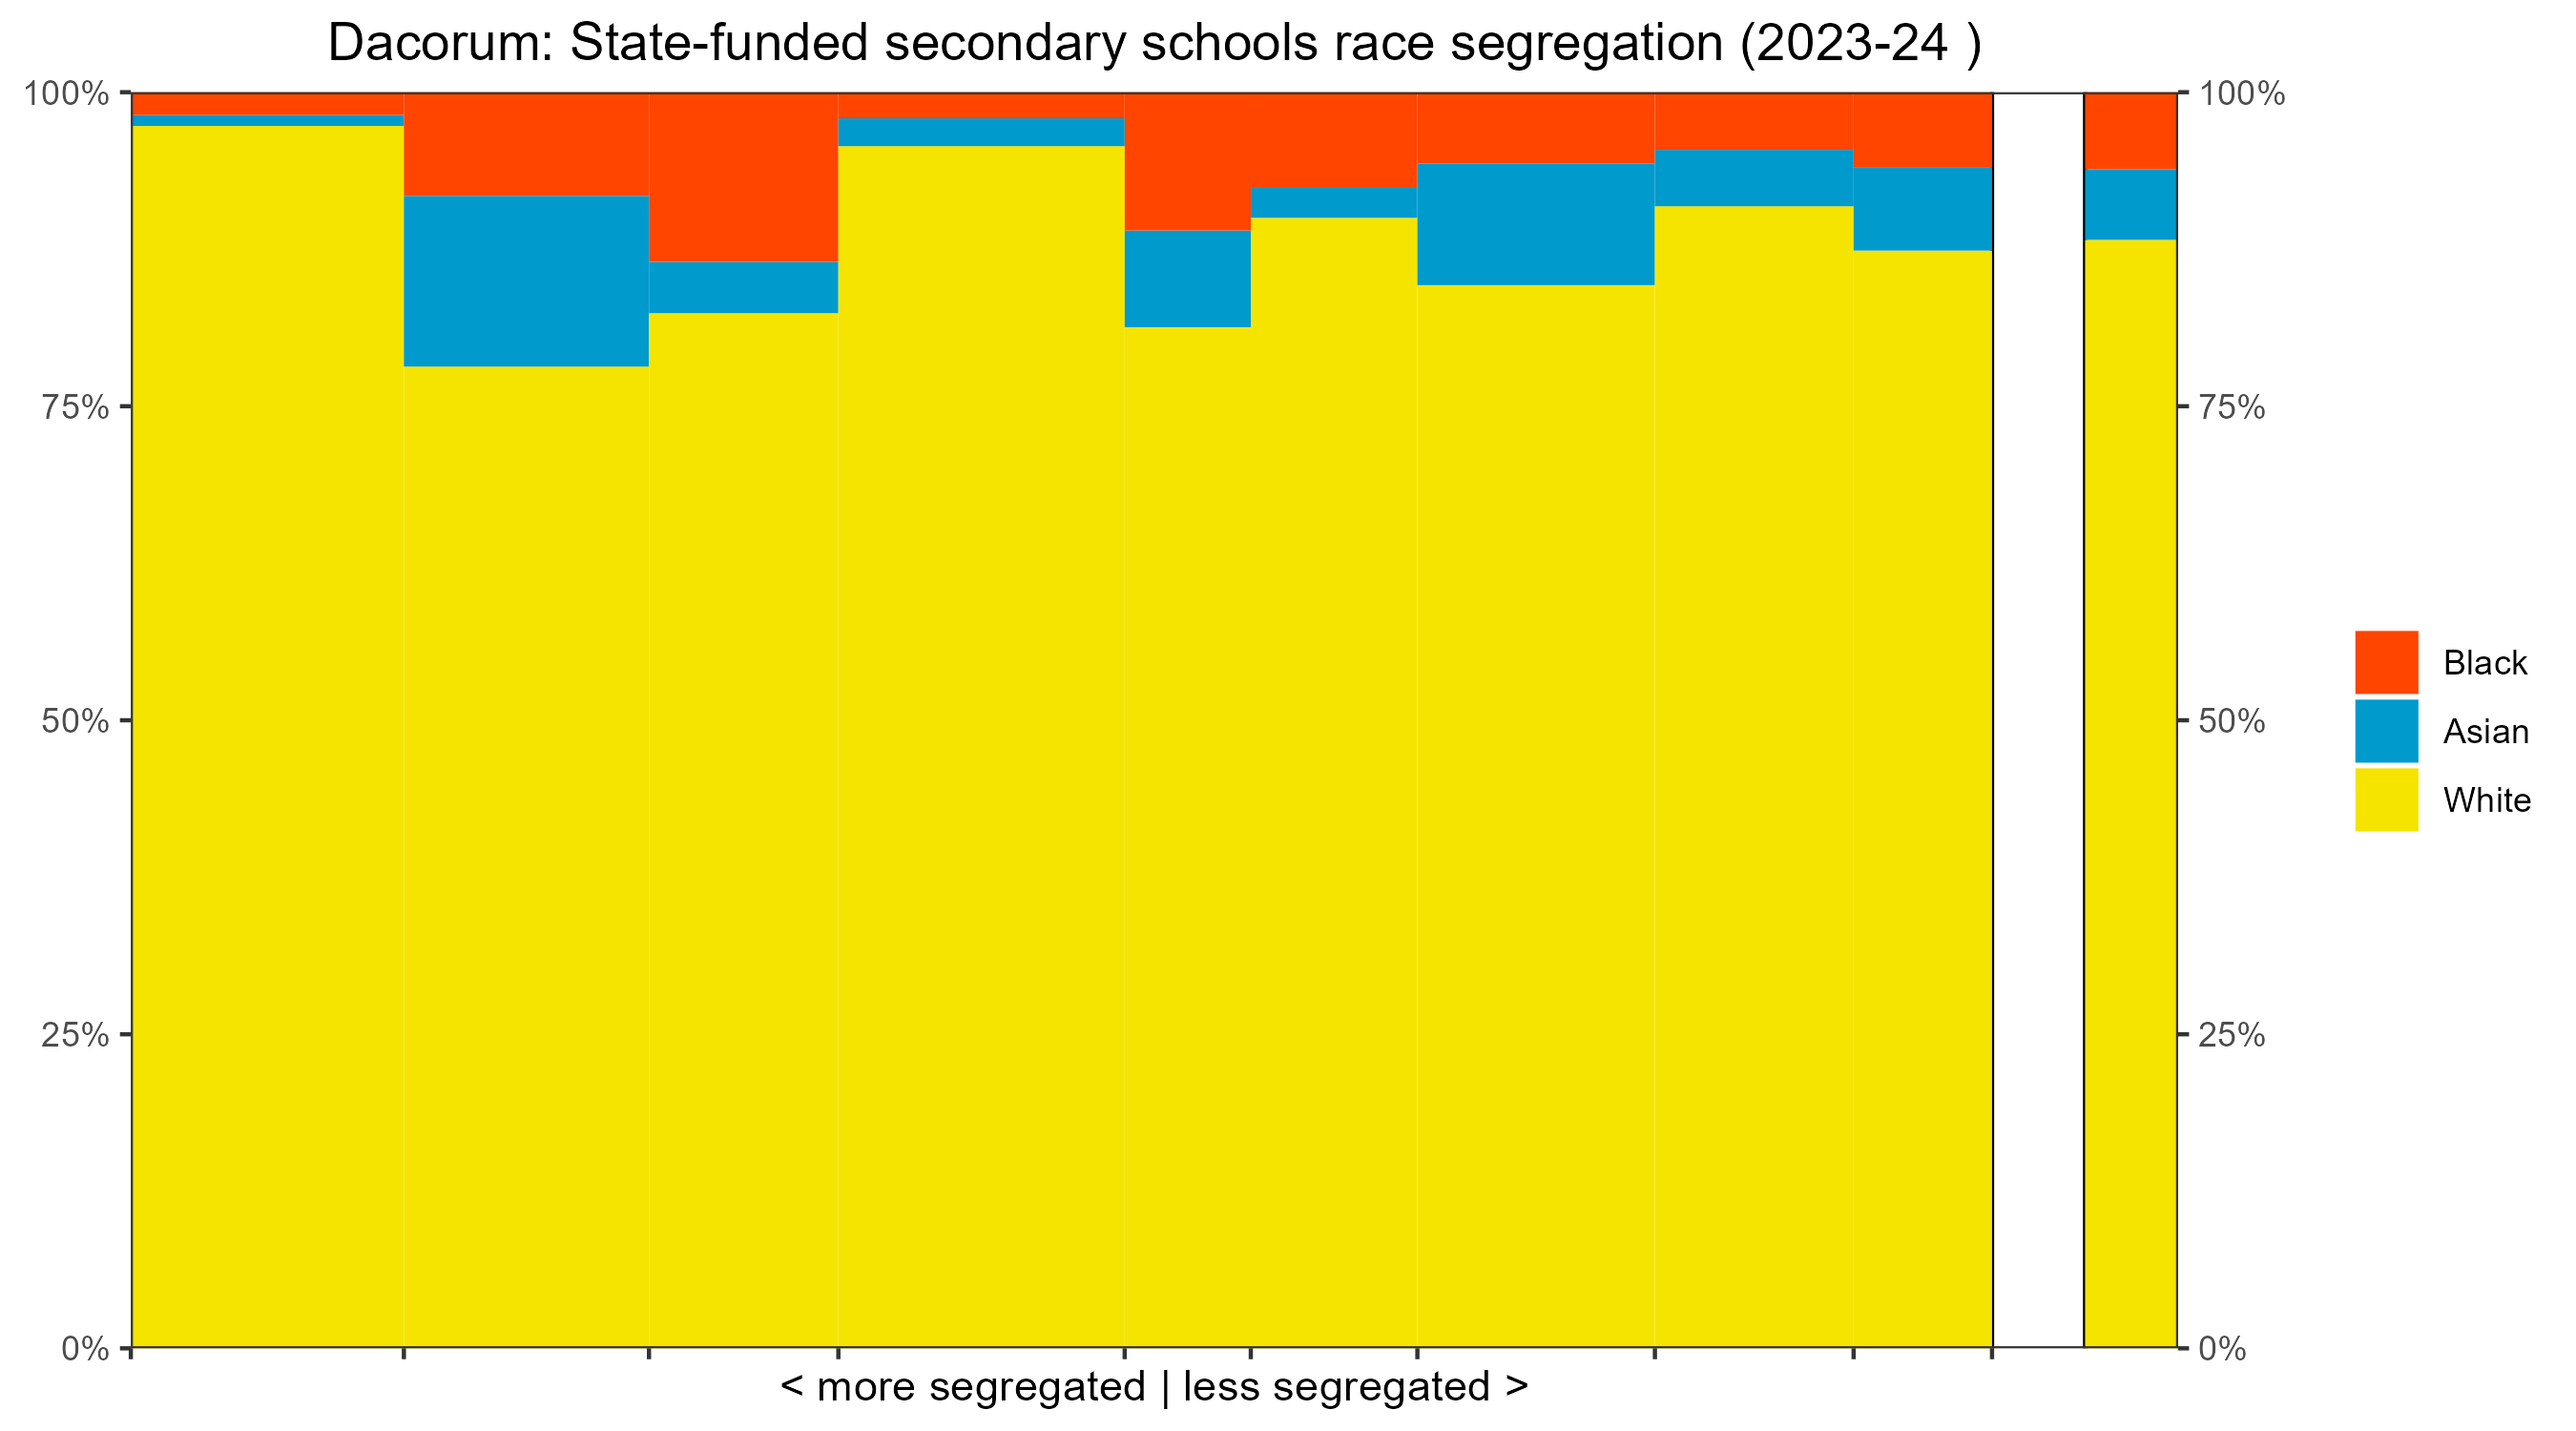 Dacorum: State-funded secondary schools race segregation (2023-24 )
100%
75%
50%
25%
0%
100%
75%
50%
25%
0%
< more segregated | less segregated >
Black
Asian
White